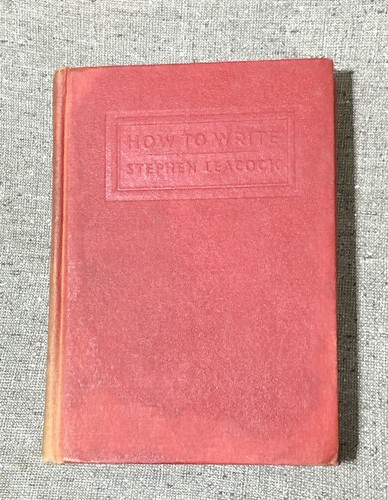 HOW TO WRITE
STEPHEN LEACOCK